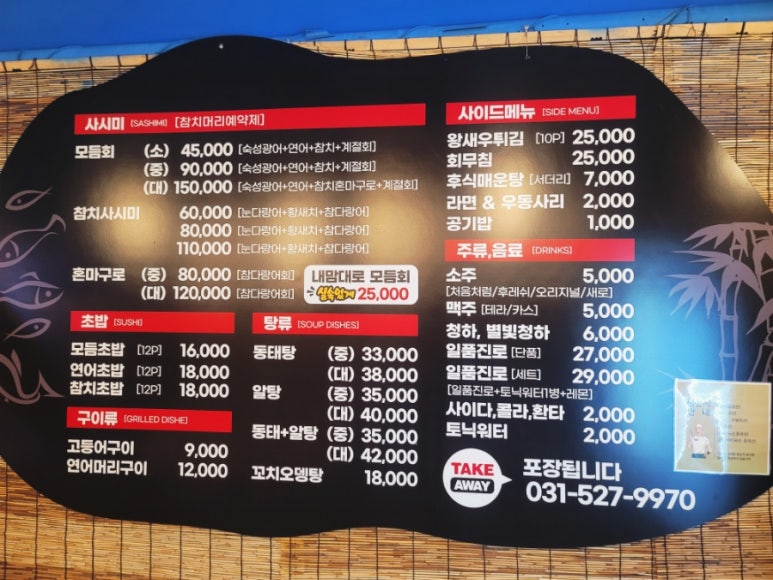 사시미 [SASHIMI] [참치머리예약제]
모듬회 (소) 45,000 [숙성광어+연어+참치+계절회]
(중) 90,000 [숙성광어+연어+참치+계절회]
(대) 150,000 [숙성광어+연어+참치혼마구로+계절회]
참치사시미 60,000 [눈다랑어+황새치+참다랑어]
80,000 [눈다랑어+황새치+참다랑어]
110,000 [눈다랑어+황새치+참다랑어]
혼마구로 (중) 80,000 [참다랑어회]
(대) 120,000 [참다랑어회]
내맘대로 모듬회
실속있게 25,000
초밥 [SUSHI]
모듬초밥 [12P] 16,000
연어초밥 [12P] 18,000
참치초밥 [12P] 18,000
구이류 [GRILLED DISHE]
고등어구이 9,000
연어머리구이 12,000
탕류 [SOUP DISHES]
동태탕 (중) 33,000
(대) 38,000
알탕 (중) 35,000
(대) 40,000
동태+알탕 (중) 35,000
(대) 42,000
꼬치오뎅탕 18,000
사이드메뉴 [SIDE MENU]
왕새우튀김 [10P] 25,000
회무침 25,000
후식매운탕 [서더리] 7,000
라면 & 우동사리 2,000
공기밥 1,000
주류,음료 [DRINKS]
소주 5,000
[처음처럼/후레쉬/오리지널/새로]
맥주 [테라/카스] 5,000
청하, 별빛청하 6,000
일품진로 [단품] 27,000
일품진로 [세트] 29,000
[일품진로+토닉워터1병+레몬]
사이다,콜라,환타 2,000
토닉워터 2,000
TAKE
AWAY
포장됩니다
031-527-9970